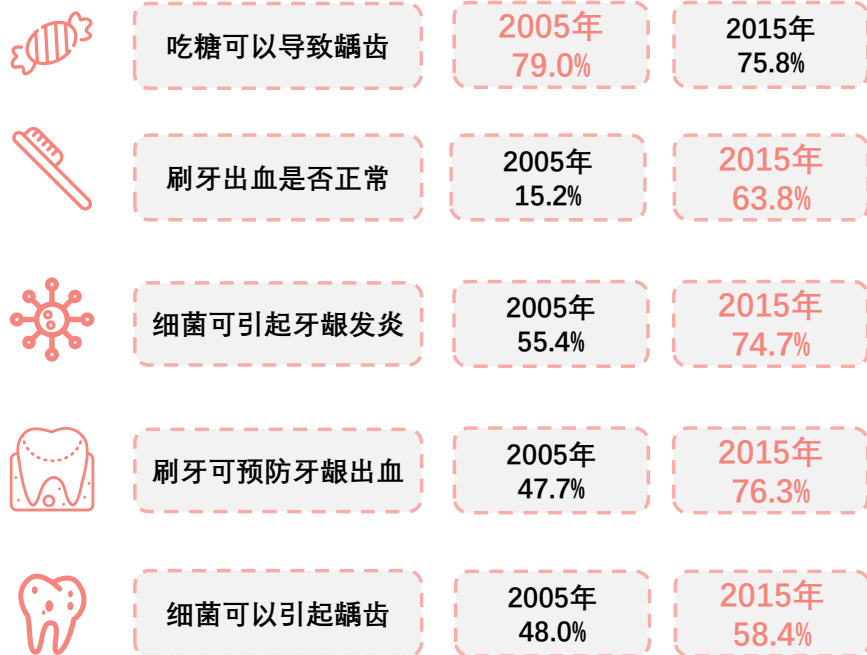 吃糖可以导致龋齿
2005年
79.0%
2015年
75.8%
刷牙出血是否正常
2005年
15.2%
2015年
63.8%
细菌可引起牙龈发炎
2005年
55.4%
2015年
74.7%
刷牙可预防牙龈出血
2005年
47.7%
2015年
76.3%
细菌可以引起龋齿
2005年
48.0%
2015年
58.4%